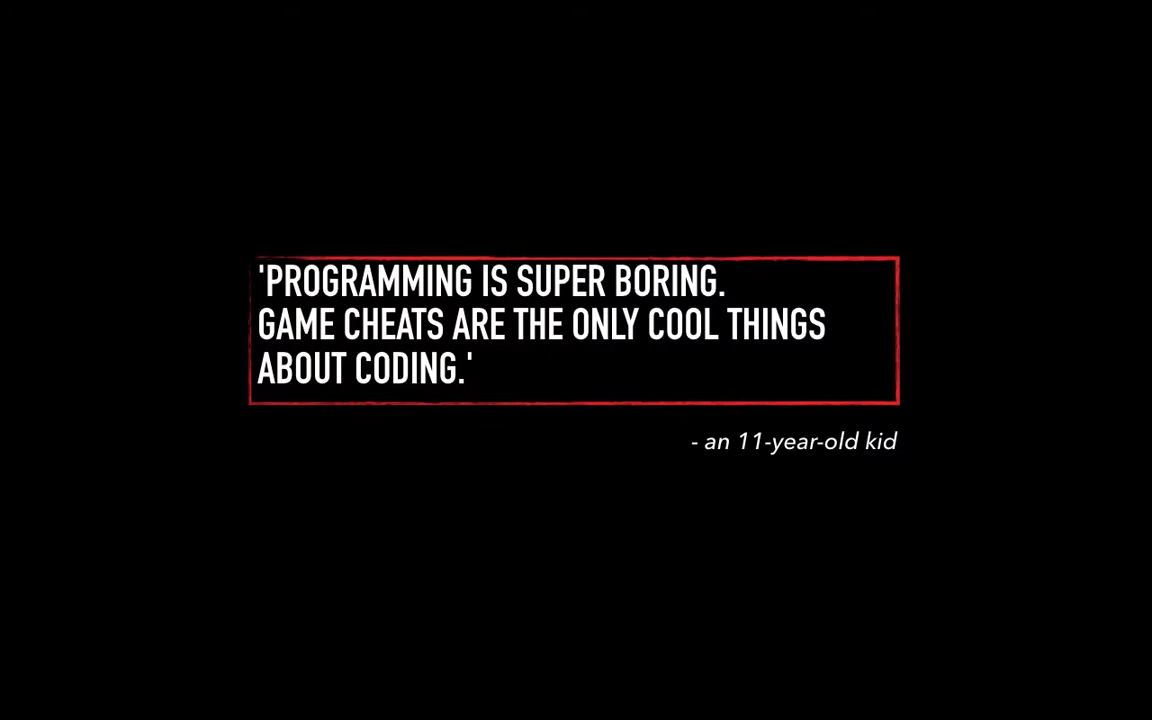 'PROGRAMMING IS SUPER BORING.
GAME CHEATS ARE THE ONLY COOL THINGS
ABOUT CODING.'
- an 11-year-old kid